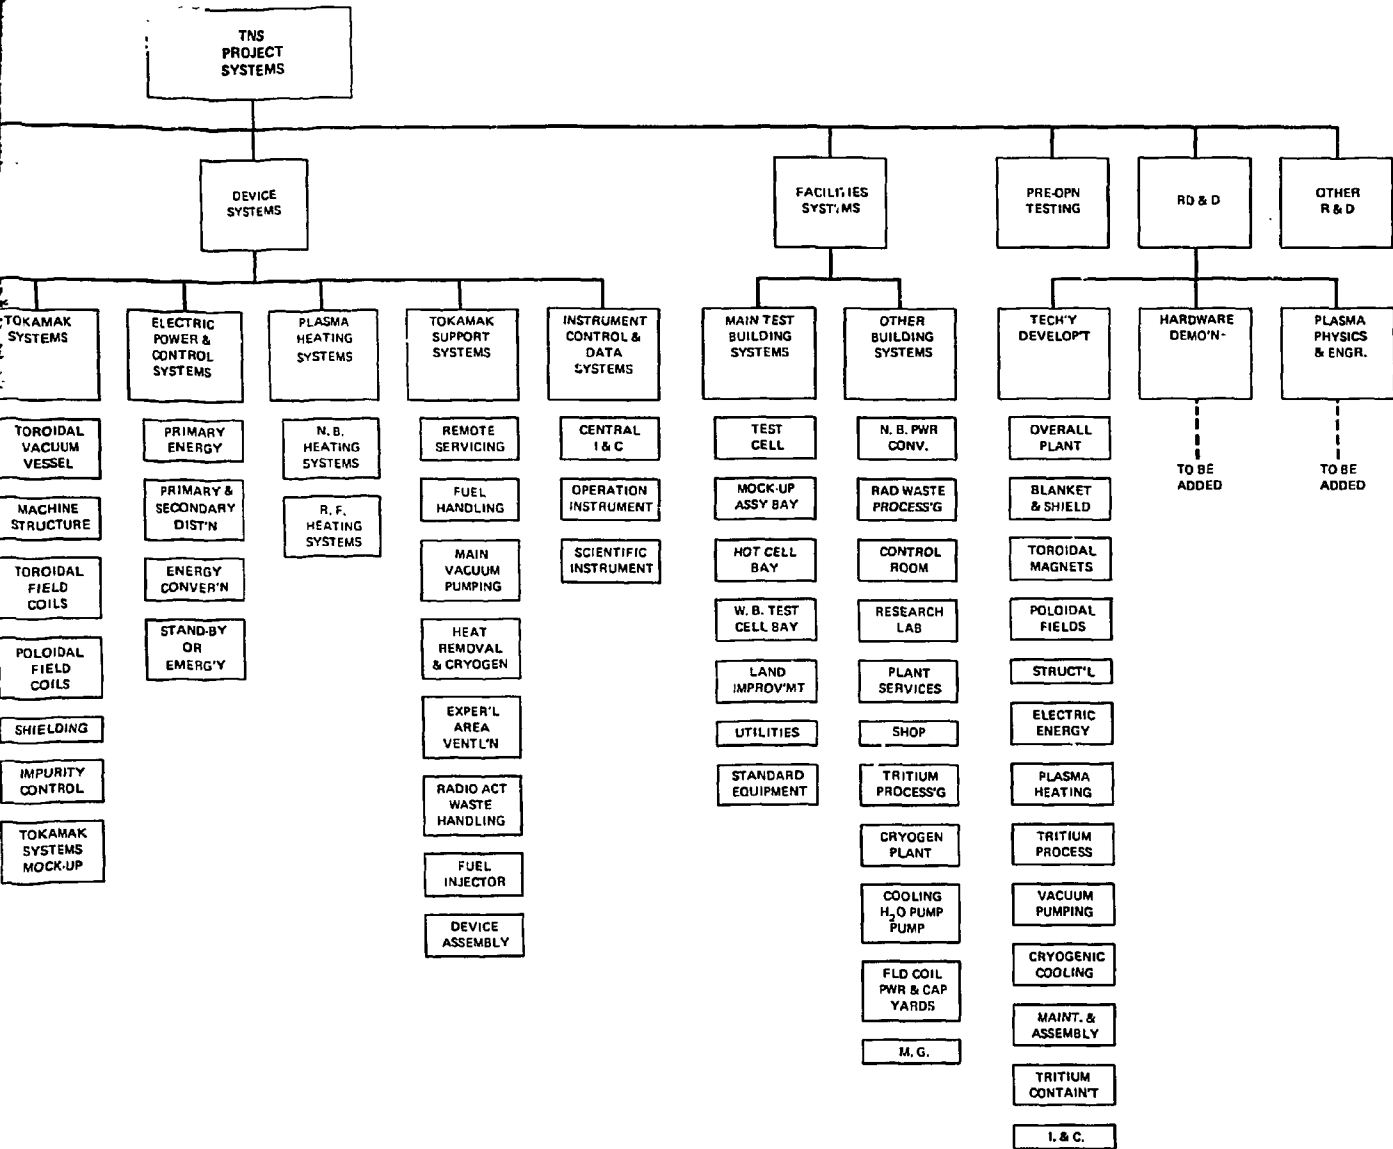 TNS
PROJECT
SYSTEMS
DEVICE
SYSTEMS
FACILITIES
SYSTEMS
PRE-OPN
TESTING
RD & D
OTHER
R & D
TOKAMAK
SYSTEMS
ELECTRIC
POWER &
CONTROL
SYSTEMS
PLASMA
HEATING
SYSTEMS
TOKAMAK
SUPPORT
SYSTEMS
INSTRUMENT
CONTROL &
DATA
SYSTEMS
MAIN TEST
BUILDING
SYSTEMS
OTHER
BUILDING
SYSTEMS
TECH'Y
DEVELOP'T
HARDWARE
DEMO'N-
PLASMA
PHYSICS
& ENGR.
TOROIDAL
VACUUM
VESSEL
MACHINE
STRUCTURE
TOROIDAL
FIELD
COILS
POLOIDAL
FIELD
COILS
SHIELDING
IMPURITY
CONTROL
TOKAMAK
SYSTEMS
MOCK-UP
PRIMARY
ENERGY
PRIMARY &
SECONDARY
DIST'N
ENERGY
CONVER'N
STAND-BY
OR
EMERG'Y
N. B.
HEATING
SYSTEMS
R. F.
HEATING
SYSTEMS
REMOTE
SERVICING
FUEL
HANDLING
MAIN
VACUUM
PUMPING
HEAT
REMOVAL
& CRYOGEN
EXPER'L
AREA
VENTL'N
RADIO ACT
WASTE
HANDLING
FUEL
INJECTOR
DEVICE
ASSEMBLY
CENTRAL
I & C
OPERATION
INSTRUMENT
SCIENTIFIC
INSTRUMENT
TEST
CELL
MOCK-UP
ASSY BAY
HOT CELL
BAY
W. B. TEST
CELL BAY
LAND
IMPROV'MT
UTILITIES
STANDARD
EQUIPMENT
N. B. PWR
CONV.
RAD WASTE
PROCESS'G
CONTROL
ROOM
RESEARCH
LAB
PLANT
SERVICES
SHOP
TRITIUM
PROCESS'G
CRYOGEN
PLANT
COOLING
H₂O PUMP
PUMP
FLD COIL
PWR & CAP
YARDS
M. G.
OVERALL
PLANT
BLANKET
& SHIELD
TOROIDAL
MAGNETS
POLOIDAL
FIELDS
STRUCT'L
ELECTRIC
ENERGY
PLASMA
HEATING
TRITIUM
PROCESS
VACUUM
PUMPING
CRYOGENIC
COOLING
MAINT. &
ASSEMBLY
TRITIUM
CONTAIN'T
I. & C.
TO BE
ADDED
TO BE
ADDED